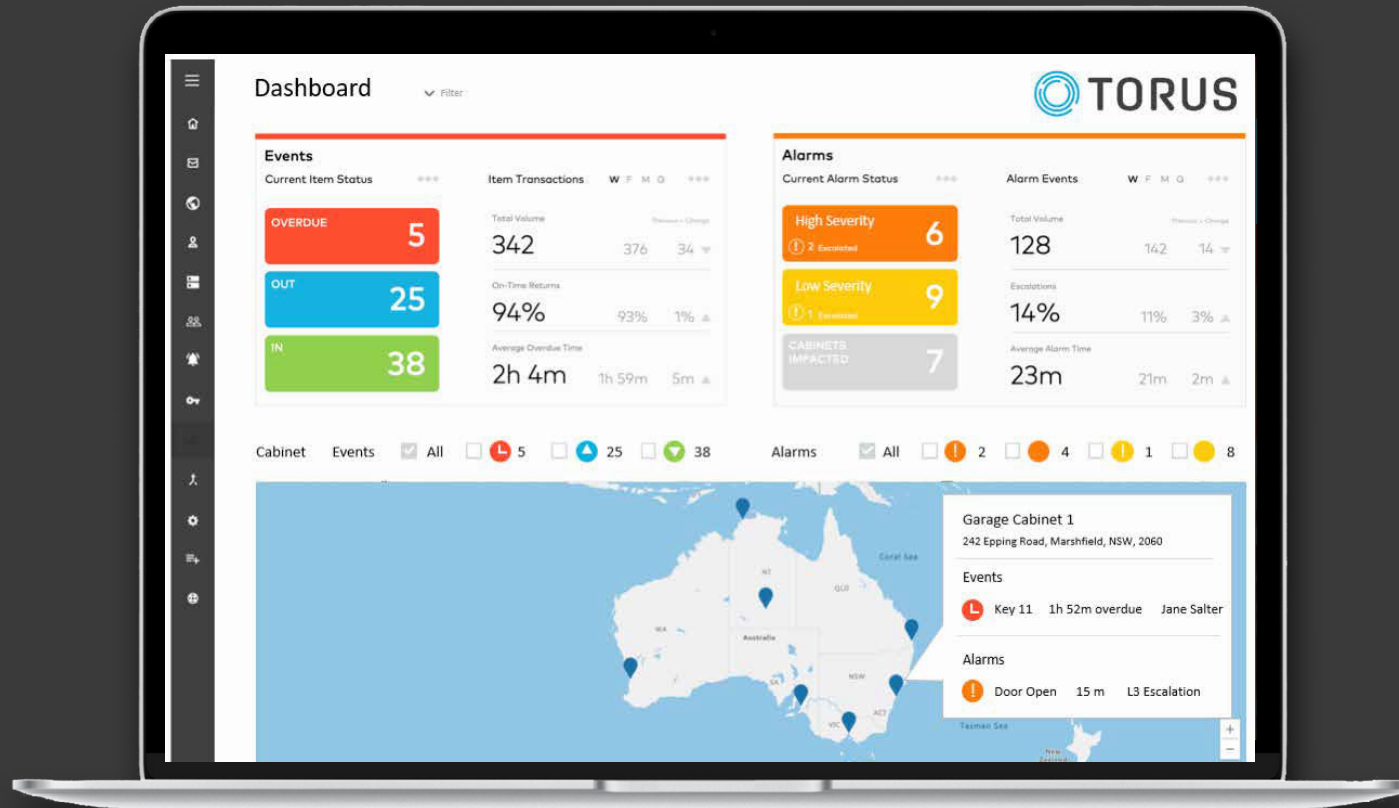 Dashboard
Filter
TORUS
Events
Current Item Status
OVERDUE
5
OUT
25
IN
38
Item Transactions W F M Q
Total Volume
Previous + Change
342 376 34
On-Time Returns
94% 93% 1%
Average Overdue Time
2h 4m 1h 59m 5m
Alarms
Current Alarm Status
High Severity
2 Escalated
6
Low Severity
1 Escalated
9
CABINETS
IMPACTED
7
Alarm Events W F M Q
Total Volume
Previous + Change
128 142 14
Escalations
14% 11% 3%
Average Alarm Time
23m 21m 2m
Cabinet Events All 5 25 38
Alarms All 2 4 1 8
Garage Cabinet 1
242 Epping Road, Marshfield, NSW, 2060
Events
Key 11 1h 52m overdue Jane Salter
Alarms
Door Open 15 m L3 Escalation
Coral Sea
NT
QLD
WA
Australia
SA
NSW
VIC
ACT
Tasman Sea
New
Zealand
+
−